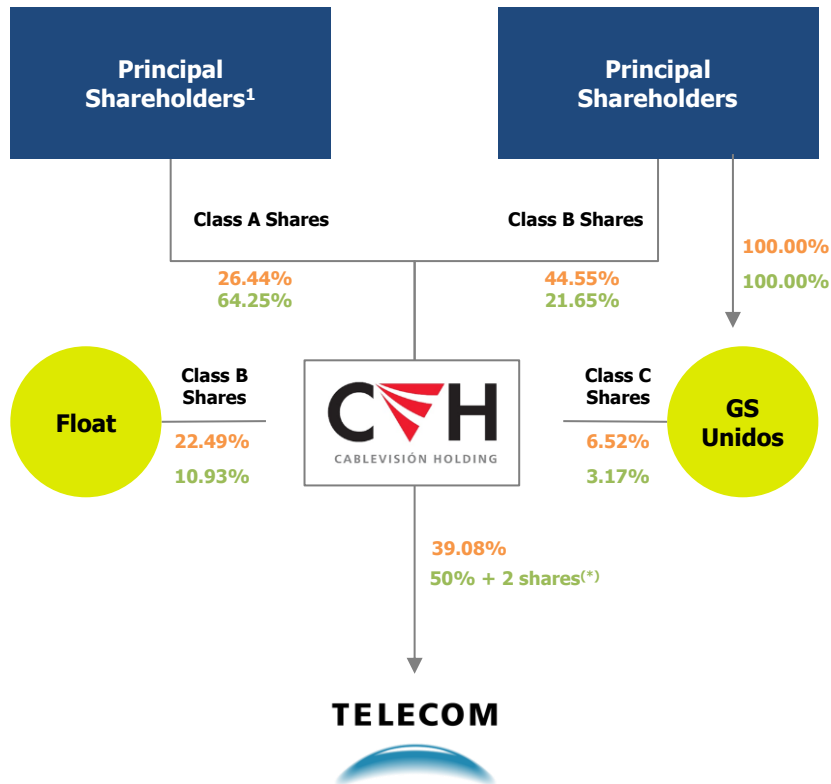 Principal
Shareholders¹
Principal
Shareholders
Class A Shares
Class B Shares
26.44%
64.25%
44.55%
21.65%
100.00%
100.00%
Float
Class B
Shares
22.49%
10.93%
CVH
CABLEVISIÓN HOLDING
Class C
Shares
6.52%
3.17%
GS
Unidos
39.08%
50% + 2 shares(*)
TELECOM